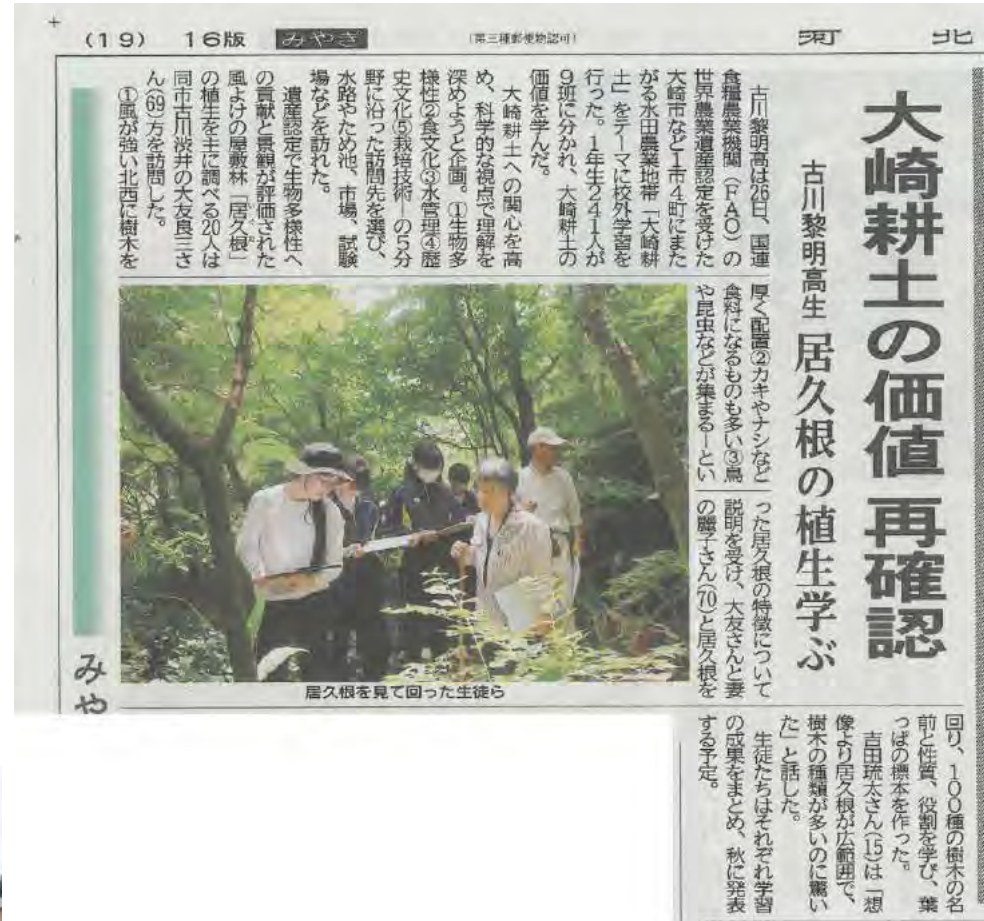 (19) 16版 みやぎ (第三種郵便物認可) 河 北
大崎耕土の価値 再確認
古川黎明高生 居久根の植生学ぶ
古川黎明高は26日、国連
食糧農業機関（FAO）の
世界農業遺産認定を受けた
大崎市など1市4町にまた
がる水田農業地帯「大崎耕
土」をテーマに校外学習を
行った。1年生241人が
9班に分かれ、大崎耕土の
価値を学んだ。
大崎耕土への関心を高
め、科学的な視点で理解を
深めようと企画。①生物多
様性②食文化③水管理④歴
史文化⑤栽培技術―の5分
野に沿った訪問先を選び、
水路やため池、市場、試験
場などを訪れた。
遺産認定で生物多様性へ
の貢献と景観が評価された
風よけの屋敷林「居久根」
の植生を主に調べる20人は
同市古川渋井の大友良三さ
ん(69)方を訪問した。
①風が強い北西に樹木を
厚く配置②カキやナシなど
食料になるものも多い③鳥
や昆虫などが集まる―とい
った居久根の特徴について
説明を受け、大友さんと妻
の麗子さん(70)と居久根を
回り、100種の樹木の名
前と性質、役割を学び、葉
っぱの標本を作った。
吉田琉太さん(15)は「想
像より居久根が広範囲で、
樹木の種類が多いのに驚い
た」と話した。
生徒たちはそれぞれ学習
の成果をまとめ、秋に発表
する予定。
居久根を見て回った生徒ら
みや